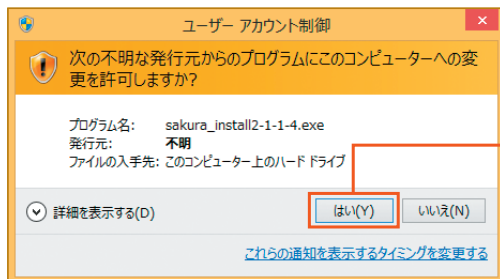 ユーザー アカウント制御
次の不明な発行元からのプログラムにこのコンピューターへの変
更を許可しますか?
プログラム名: sakura_install2-1-1-4.exe
発行元: 不明
ファイルの入手先: このコンピューター上のハード ドライブ
詳細を表示する(D)
はい(Y)
いいえ(N)
これらの通知を表示するタイミングを変更する